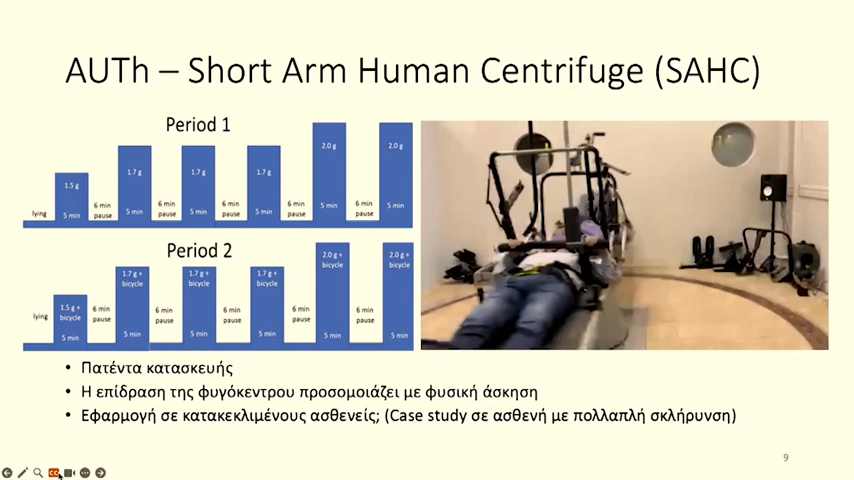 AUTh – Short Arm Human Centrifuge (SAHC)
Period 1
lying
1.5 g
5 min
6 min
pause
1.7 g
5 min
6 min
pause
1.7 g
5 min
6 min
pause
1.7 g
5 min
6 min
pause
2.0 g
5 min
6 min
pause
2.0 g
5 min
Period 2
lying
1.5 g +
bicycle
5 min
6 min
pause
1.7 g +
bicycle
5 min
6 min
pause
1.7 g +
bicycle
5 min
6 min
pause
1.7 g +
bicycle
5 min
6 min
pause
2.0 g +
bicycle
5 min
6 min
pause
2.0 g +
bicycle
5 min
• Πατέντα κατασκευής
• Η επίδραση της φυγόκεντρου προσομοιάζει με φυσική άσκηση
• Εφαρμογή σε κατακεκλιμένους ασθενείς; (Case study σε ασθενή με πολλαπλή σκλήρυνση)
9